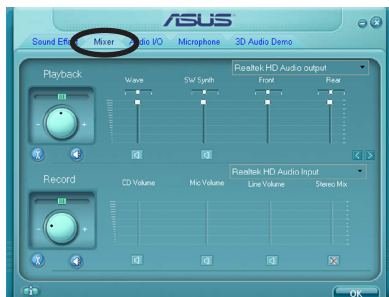 ASUS
Sound Effect Mixer Audio I/O Microphone 3D Audio Demo
Realtek HD Audio output
Playback
Wave SW Synth Front Rear
Realtek HD Audio Input
Record
CD Volume Mic Volume Line Volume Stereo Mix
OK